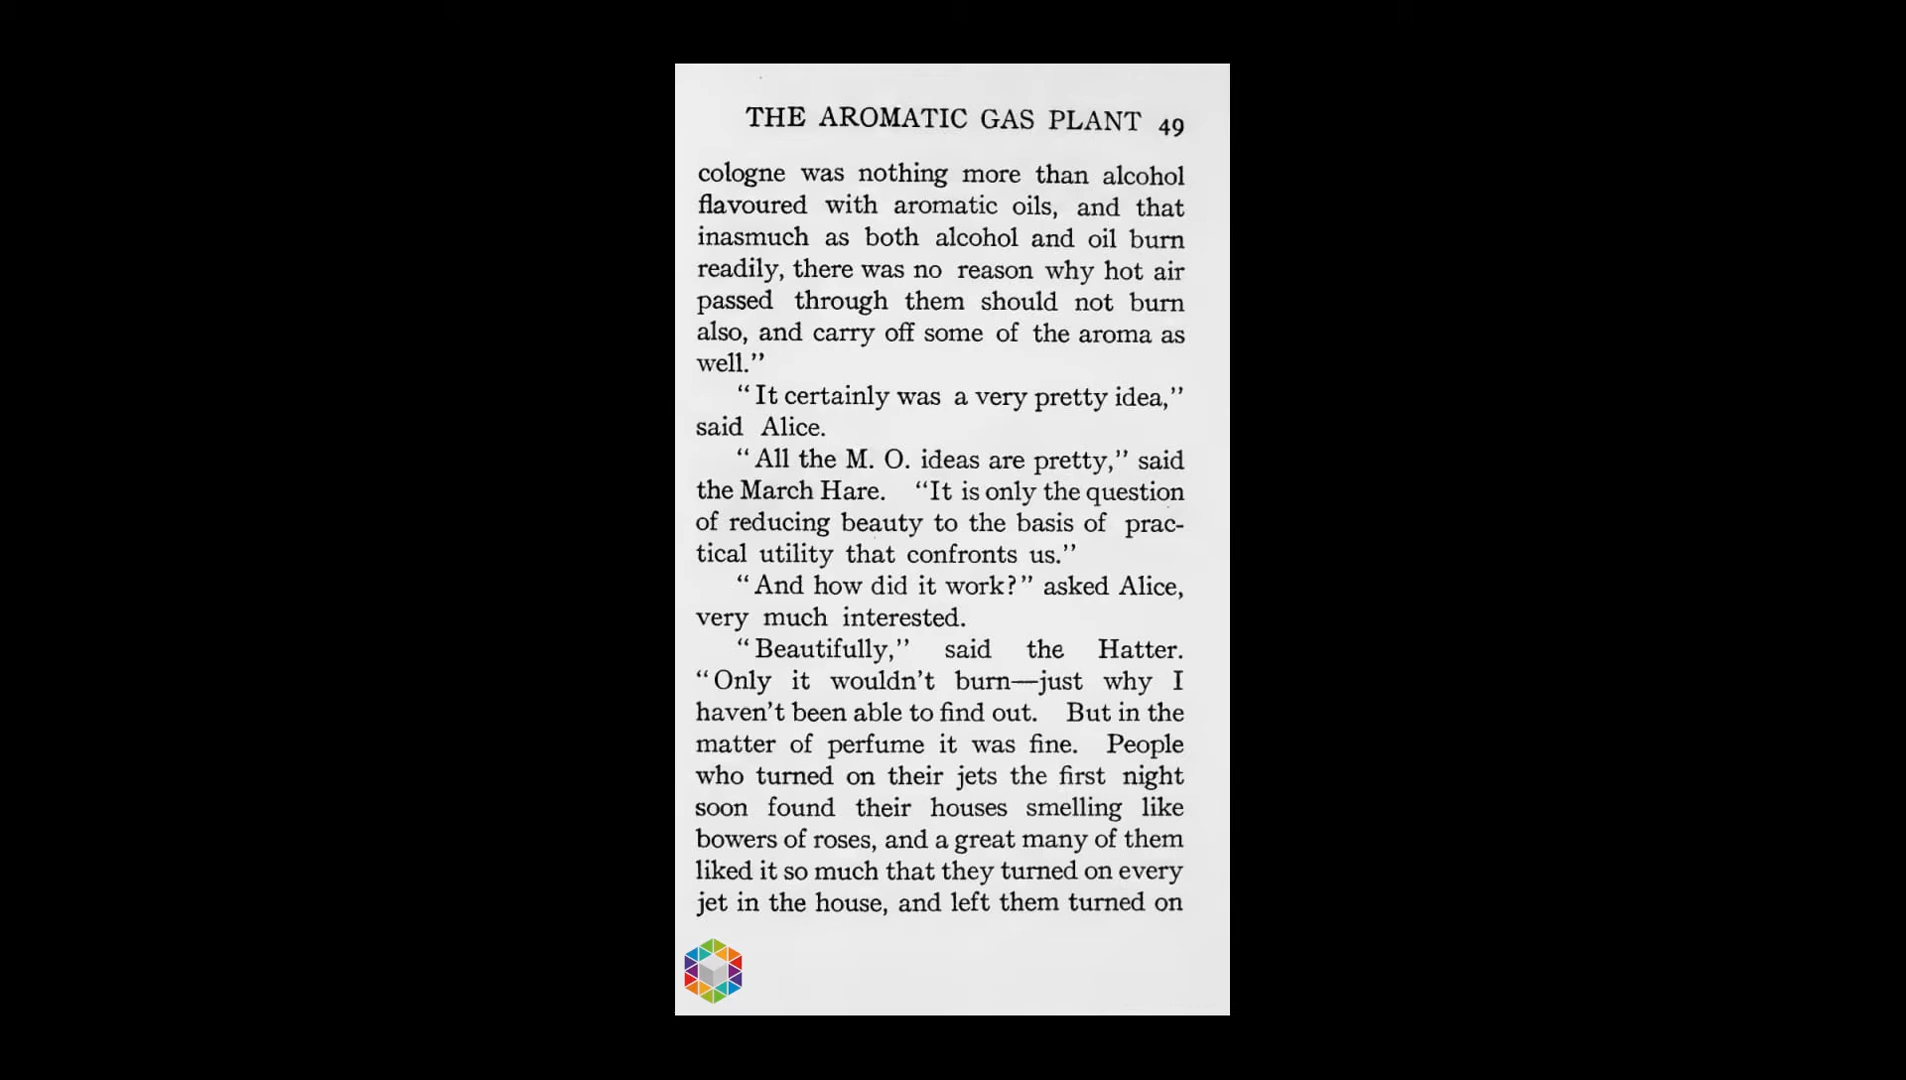 THE AROMATIC GAS PLANT 49
cologne was nothing more than alcohol
flavoured with aromatic oils, and that
inasmuch as both alcohol and oil burn
readily, there was no reason why hot air
passed through them should not burn
also, and carry off some of the aroma as
well.”
“It certainly was a very pretty idea,”
said Alice.
“All the M. O. ideas are pretty,” said
the March Hare. “It is only the question
of reducing beauty to the basis of prac-
tical utility that confronts us.”
“And how did it work?” asked Alice,
very much interested.
“Beautifully,” said the Hatter.
“Only it wouldn’t burn—just why I
haven’t been able to find out. But in the
matter of perfume it was fine. People
who turned on their jets the first night
soon found their houses smelling like
bowers of roses, and a great many of them
liked it so much that they turned on every
jet in the house, and left them turned on